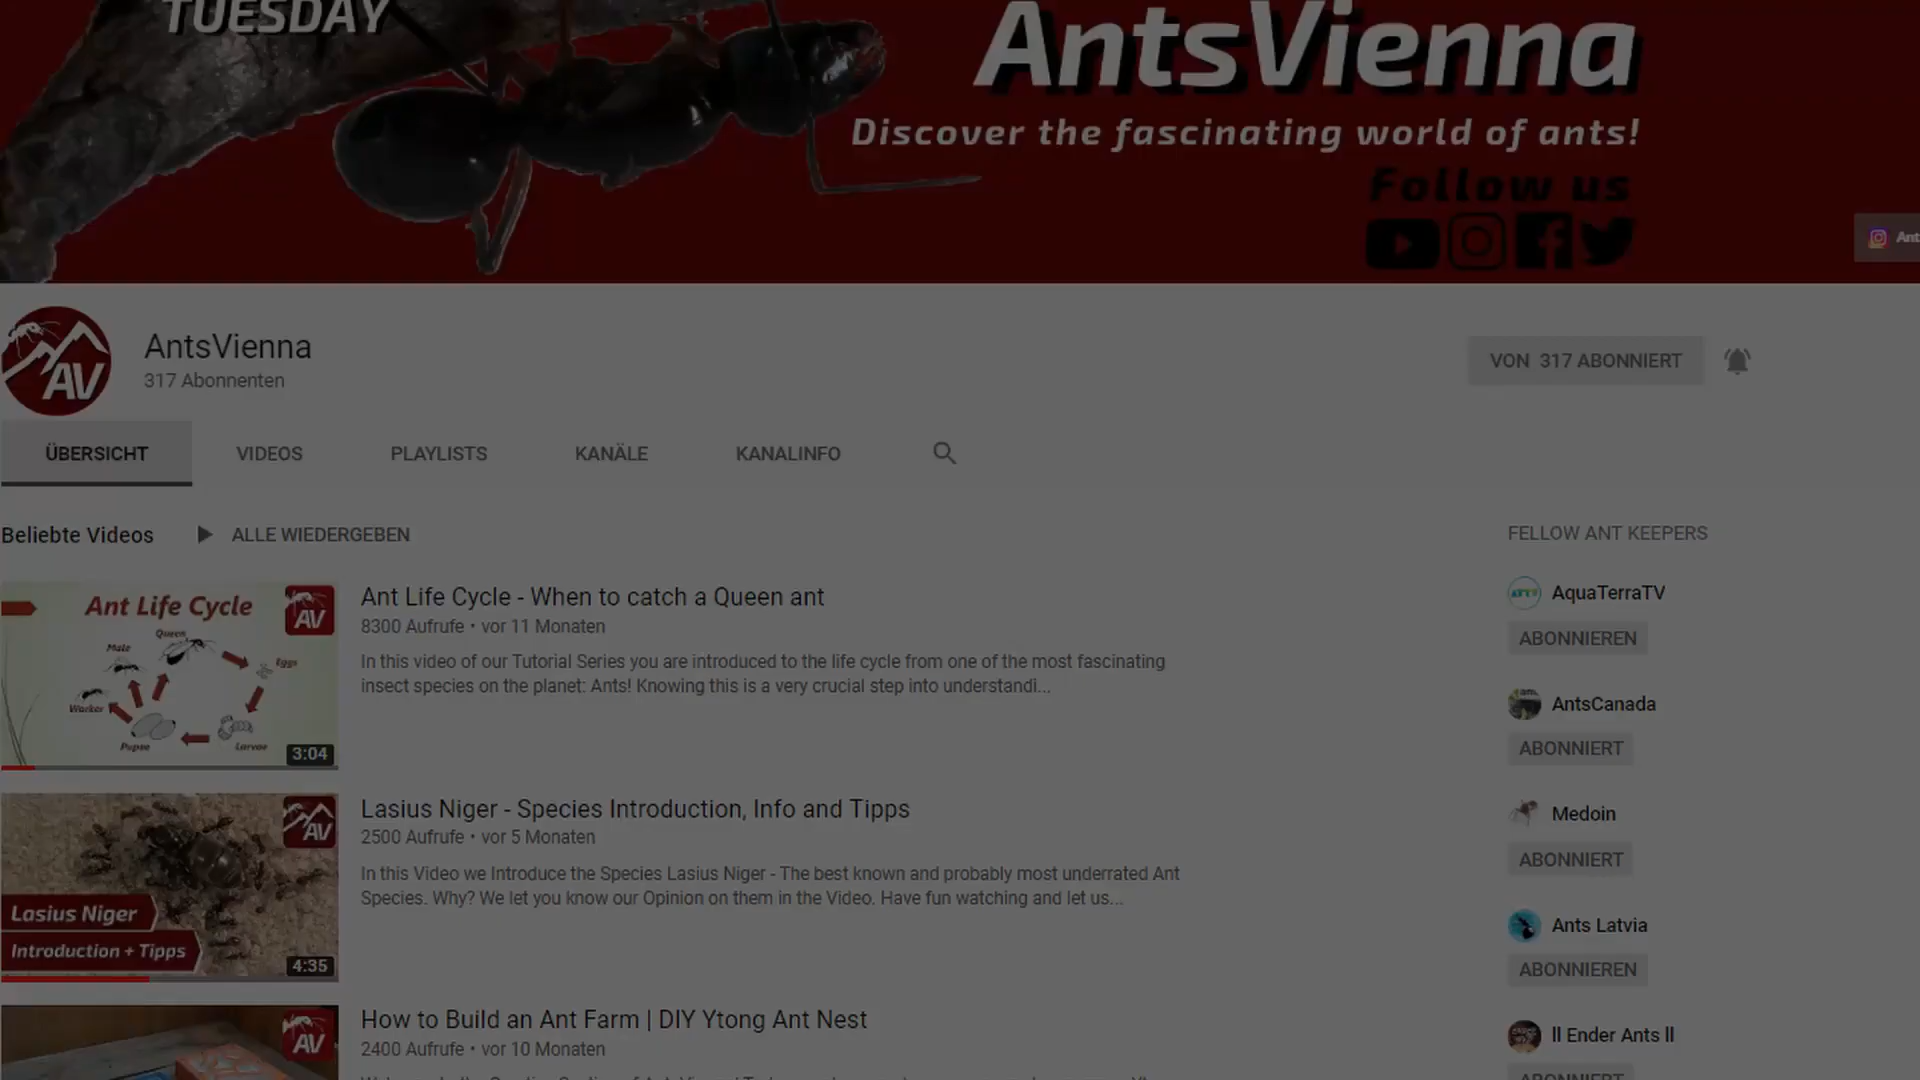 TUESDAY
AntsVienna
Discover the fascinating world of ants!
Follow us
Ant
AV
AntsVienna
317 Abonnenten
VON 317 ABONNIERT
ÜBERSICHT
VIDEOS
PLAYLISTS
KANÄLE
KANALINFO
Beliebte Videos
ALLE WIEDERGEBEN
Ant Life Cycle
AV
Queen
Male
Eggs
Worker
Pupae
Larvae
3:04
Ant Life Cycle - When to catch a Queen ant
8300 Aufrufe • vor 11 Monaten
In this video of our Tutorial Series you are introduced to the life cycle from one of the most fascinating
insect species on the planet: Ants! Knowing this is a very crucial step into understandi...
AV
Lasius Niger
Introduction + Tipps
4:35
Lasius Niger - Species Introduction, Info and Tipps
2500 Aufrufe • vor 5 Monaten
In this Video we Introduce the Species Lasius Niger - The best known and probably most underrated Ant
Species. Why? We let you know our Opinion on them in the Video. Have fun watching and let us...
AV
How to Build an Ant Farm | DIY Ytong Ant Nest
2400 Aufrufe • vor 10 Monaten
FELLOW ANT KEEPERS
AquaTerraTV
ABONNIEREN
AntsCanada
ABONNIERT
Medoin
ABONNIERT
Ants Latvia
ABONNIEREN
ll Ender Ants ll
ABONNIERT